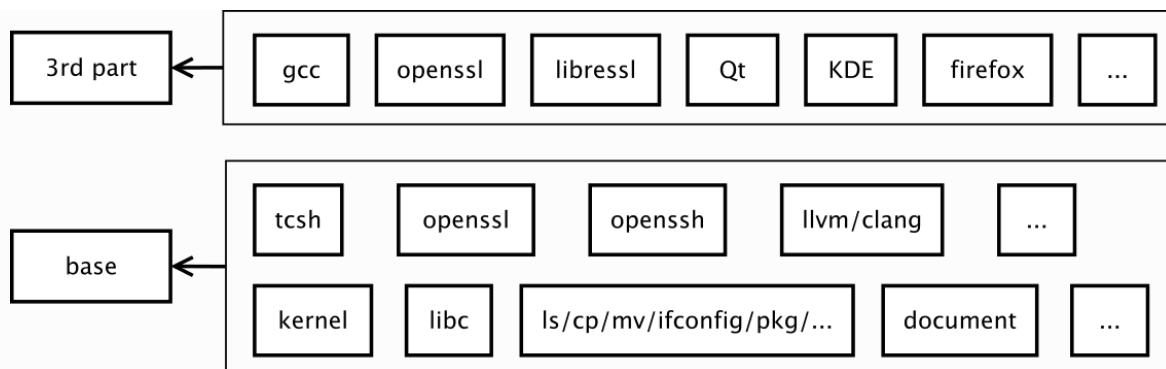 3rd part
gcc
openssl
libressl
Qt
KDE
firefox
...
base
tcsh
openssl
openssh
llvm/clang
...
kernel
libc
ls/cp/mv/ifconfig/pkg/...
document
...